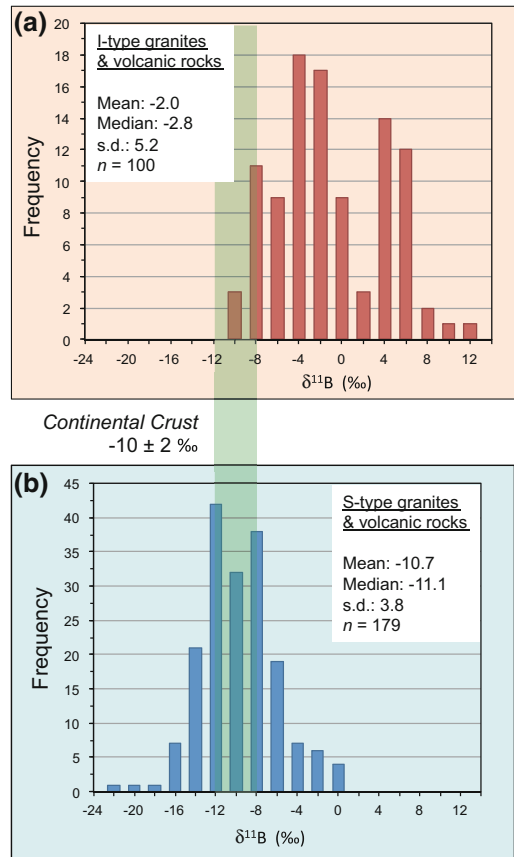 (a)
I-type granites
& volcanic rocks
Mean: -2.0
Median: -2.8
s.d.: 5.2
n = 100
Frequency
20
18
16
14
12
10
8
6
4
2
0
-24 -20 -16 -12 -8 -4 0 4 8 12
δ¹¹B (‰)
Continental Crust
-10 ± 2 ‰
(b)
S-type granites
& volcanic rocks
Mean: -10.7
Median: -11.1
s.d.: 3.8
n = 179
Frequency
45
40
35
30
25
20
15
10
5
0
-24 -20 -16 -12 -8 -4 0 4 8 12
δ¹¹B (‰)